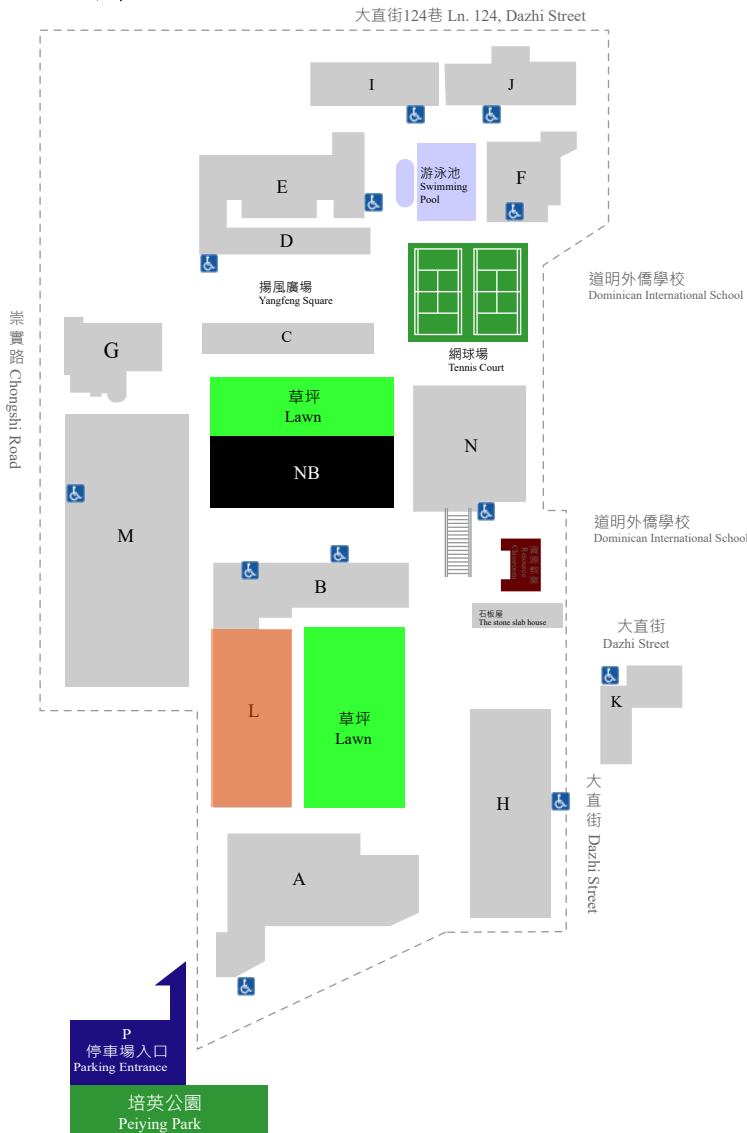 大直街124巷 Ln. 124, Dazhi Street
I
J
E
游泳池
Swimming
Pool
F
D
揚風廣場
Yangfeng Square
道明外僑學校
Dominican International School
崇實路 Chongshi Road
G
C
網球場
Tennis Court
草坪
Lawn
N
NB
M
道明外僑學校
Dominican International School
Resource
Classroom
B
石板屋
The stone slab house
大直街
Dazhi Street
K
L
草坪
Lawn
H
大直街 Dazhi Street
A
P
停車場入口
Parking Entrance
培英公園
Peiying Park